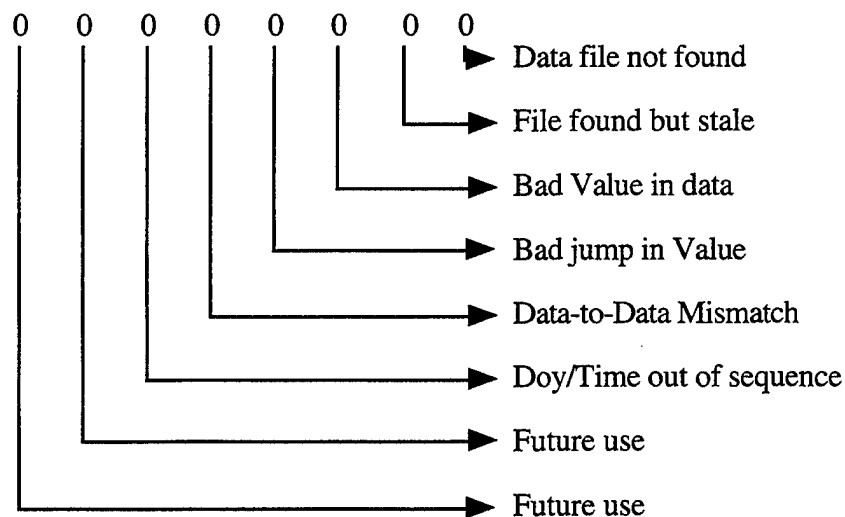 0 0 0 0 0 0 0 0
Data file not found
File found but stale
Bad Value in data
Bad jump in Value
Data-to-Data Mismatch
Doy/Time out of sequence
Future use
Future use